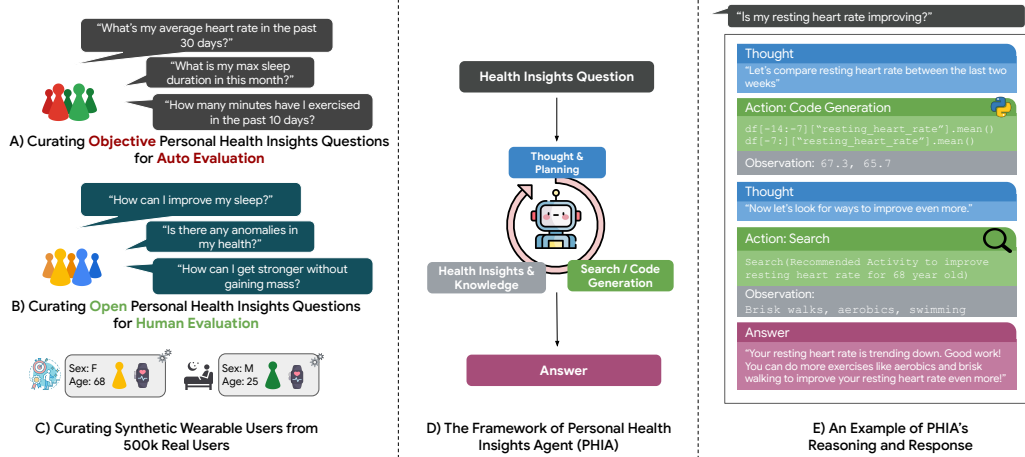 “What's my average heart rate in the past
30 days?”
“What is my max sleep
duration in this month?”
“How many minutes have I exercised
in the past 10 days?
A) Curating Objective Personal Health Insights Questions
for Auto Evaluation
“How can I improve my sleep?”
“Is there any anomalies in
my health?”
“How can I get stronger without
gaining mass?
B) Curating Open Personal Health Insights Questions
for Human Evaluation
Sex: F
Age: 68
Sex: M
Age: 25
C) Curating Synthetic Wearable Users from
500k Real Users
Health Insights Question
Thought &
Planning
Health Insights &
Knowledge
Search / Code
Generation
Answer
D) The Framework of Personal Health
Insights Agent (PHIA)
“Is my resting heart rate improving?”
Thought
“Let's compare resting heart rate between the last two
weeks”
Action: Code Generation
df[-14:-7][“resting_heart_rate”].mean()
df[-7:][“resting_heart_rate”].mean()
Observation: 67.3, 65.7
Thought
“Now let's look for ways to improve even more.”
Action: Search
Search(Recommended Activity to improve
resting heart rate for 68 year old)
Observation:
Brisk walks, aerobics, swimming
Answer
“Your resting heart rate is trending down. Good work!
You can do more exercises like aerobics and brisk
walking to improve your resting heart rate even more!”
E) An Example of PHIA's
Reasoning and Response